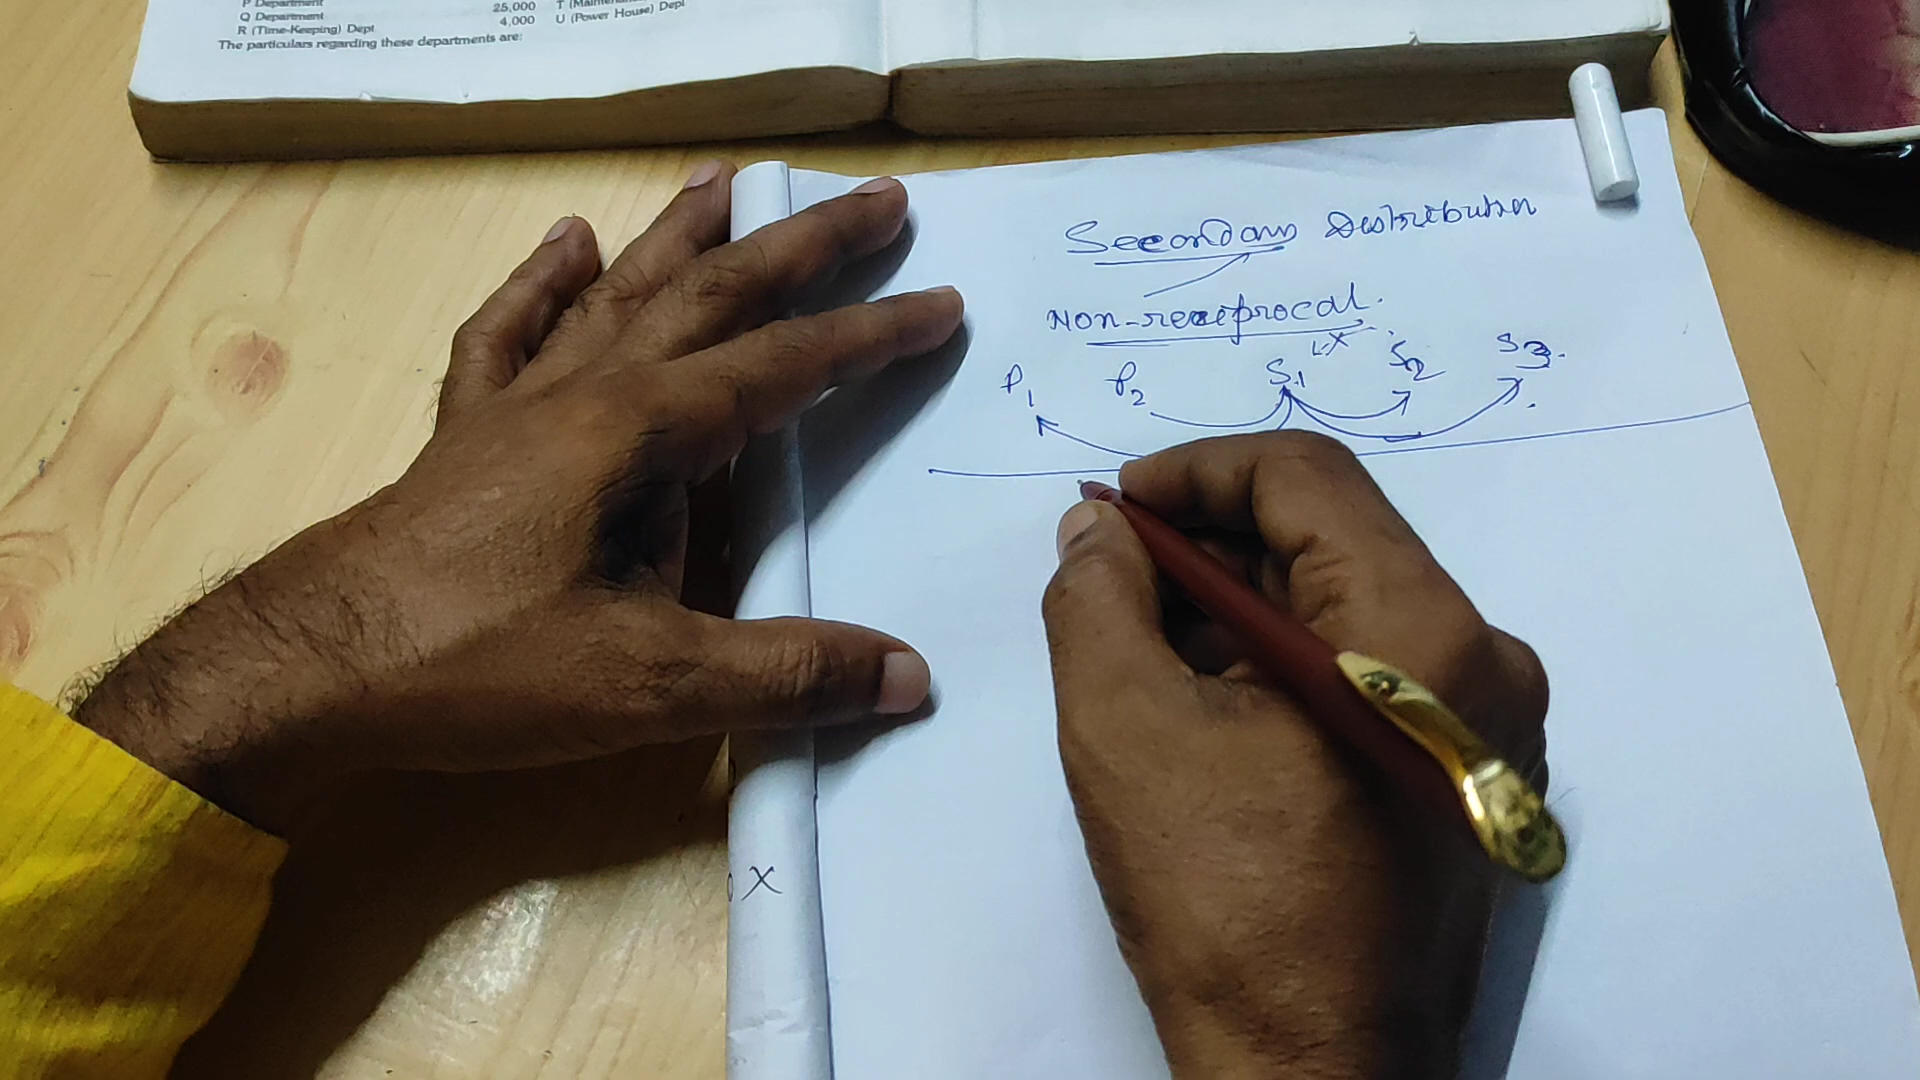 P Department
Q Department 25,000 T
R (Time-Keeping) Dept 4,000 U (Power House) Dept
The particulars regarding these departments are:
Secondary Distribution
Non-reciprocal.
P1 P2 S1 S2 S3.
X